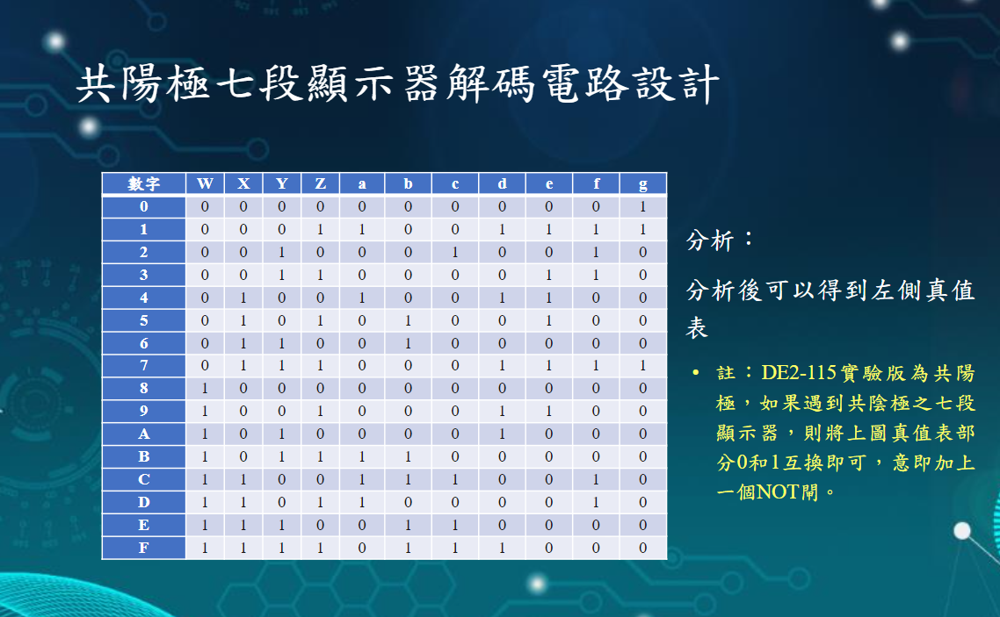 共陽極七段顯示器解碼電路設計
數字 W X Y Z a b c d e f g
0 0 0 0 0 0 0 0 0 0 0 1
1 0 0 0 1 1 0 0 1 1 1 1
2 0 0 1 0 0 0 1 0 0 1 0
3 0 0 1 1 0 0 0 0 1 1 0
4 0 1 0 0 1 0 0 1 1 0 0
5 0 1 0 1 0 1 0 0 1 0 0
6 0 1 1 0 0 1 0 0 0 0 0
7 0 1 1 1 0 0 0 1 1 1 1
8 1 0 0 0 0 0 0 0 0 0 0
9 1 0 0 1 0 0 0 1 1 0 0
A 1 0 1 0 0 0 0 1 0 0 0
B 1 0 1 1 1 1 0 0 0 0 0
C 1 1 0 0 1 1 1 0 0 1 0
D 1 1 0 1 1 0 0 0 0 1 0
E 1 1 1 0 0 1 1 0 0 0 0
F 1 1 1 1 0 1 1 1 0 0 0
分析：
分析後可以得到左側真值
表
• 註：DE2-115實驗版為共陽
極，如果遇到共陰極之七段
顯示器，則將上圖真值表部
分0和1互換即可，意即加上
一個NOT閘。